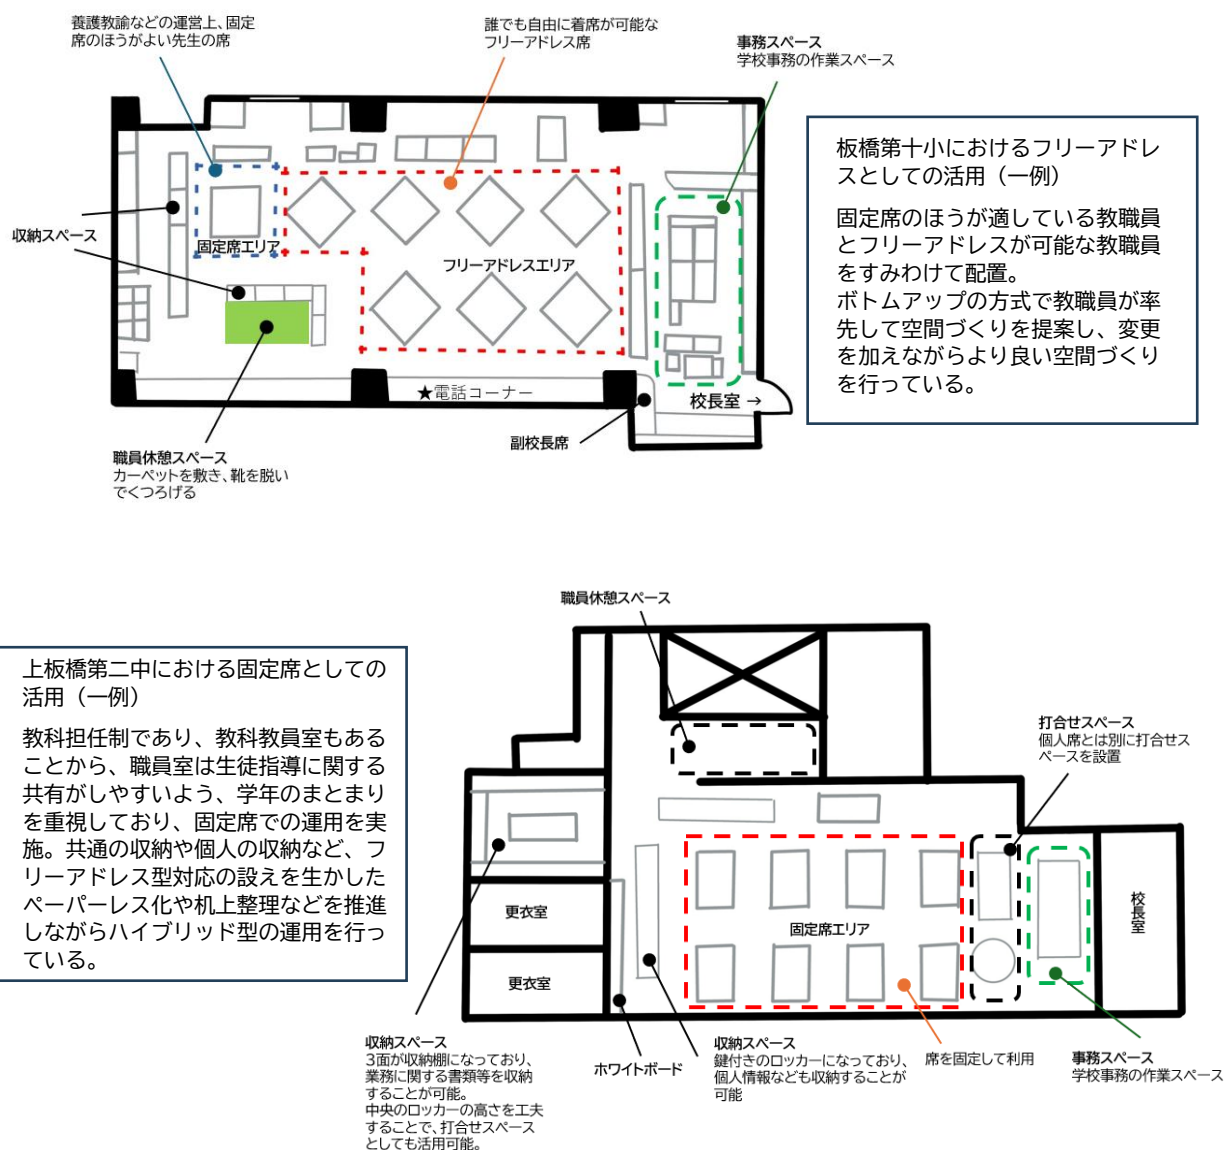 養護教諭などの運営上、固定
席のほうがよい先生の席
誰でも自由に着席が可能な
フリーアドレス席
事務スペース
学校事務の作業スペース
収納スペース
固定席エリア
フリーアドレスエリア
★電話コーナー
校長室 →
副校長席
職員休憩スペース
カーペットを敷き、靴を脱い
でくつろげる
板橋第十小におけるフリーアドレ
スとしての活用（一例）
固定席のほうが適している教職員
とフリーアドレスが可能な教職員
をすみわけて配置。
ボトムアップの方式で教職員が率
先して空間づくりを提案し、変更
を加えながらより良い空間づくり
を行っている。
上板橋第二中における固定席としての
活用（一例）
教科担任制であり、教科教員室もある
ことから、職員室は生徒指導に関する
共有がしやすいよう、学年のまとまり
を重視しており、固定席での運用を実
施。共通の収納や個人の収納など、フ
リーアドレス型対応の設えを生かした
ペーパーレス化や机上整理などを推進
しながらハイブリッド型の運用を行っ
ている。
職員休憩スペース
打合せスペース
個人席とは別に打合せス
ペースを設置
更衣室
更衣室
固定席エリア
校長室
収納スペース
3面が収納棚になっており、
業務に関する書類等を収納
することが可能。
中央のロッカーの高さを工夫
することで、打合せスペース
としても活用可能。
ホワイトボード
収納スペース
鍵付きのロッカーになっており、
個人情報なども収納することが
可能
席を固定して利用
事務スペース
学校事務の作業スペース